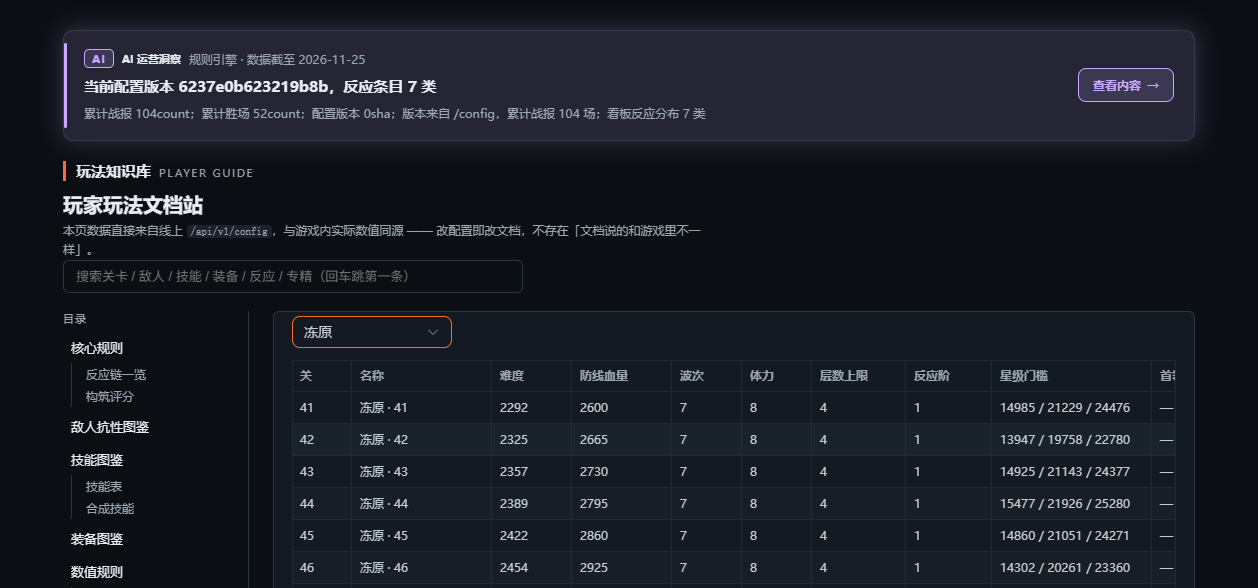 AI AI 运营洞察 规则引擎 · 数据截至 2026-11-25
当前配置版本 6237e0b623219b8b，反应条目 7 类
累计战报 104count；累计胜场 52count；配置版本 0sha；版本来自 /config，累计战报 104 场；看板反应分布 7 类
查看内容 →
玩法知识库 PLAYER GUIDE
玩家玩法文档站
本页数据直接来自线上 /api/v1/config，与游戏内实际数值同源 —— 改配置即改文档，不存在「文档说的和游戏里不一
样」。
搜索关卡 / 敌人 / 技能 / 装备 / 反应 / 专精（回车跳第一条）
目录
核心规则
反应链一览
构筑评分
敌人抗性图鉴
技能图鉴
技能表
合成技能
装备图鉴
数值规则
冻原
关 名称 难度 防线血量 波次 体力 层数上限 反应阶 星级门槛 首
41 冻原 · 41 2292 2600 7 8 4 1 14985 / 21229 / 24476 —
42 冻原 · 42 2325 2665 7 8 4 1 13947 / 19758 / 22780 —
43 冻原 · 43 2357 2730 7 8 4 1 14925 / 21143 / 24377 —
44 冻原 · 44 2389 2795 7 8 4 1 15477 / 21926 / 25280 —
45 冻原 · 45 2422 2860 7 8 4 1 14860 / 21051 / 24271 —
46 冻原 · 46 2454 2925 7 8 4 1 14302 / 20261 / 23360 —